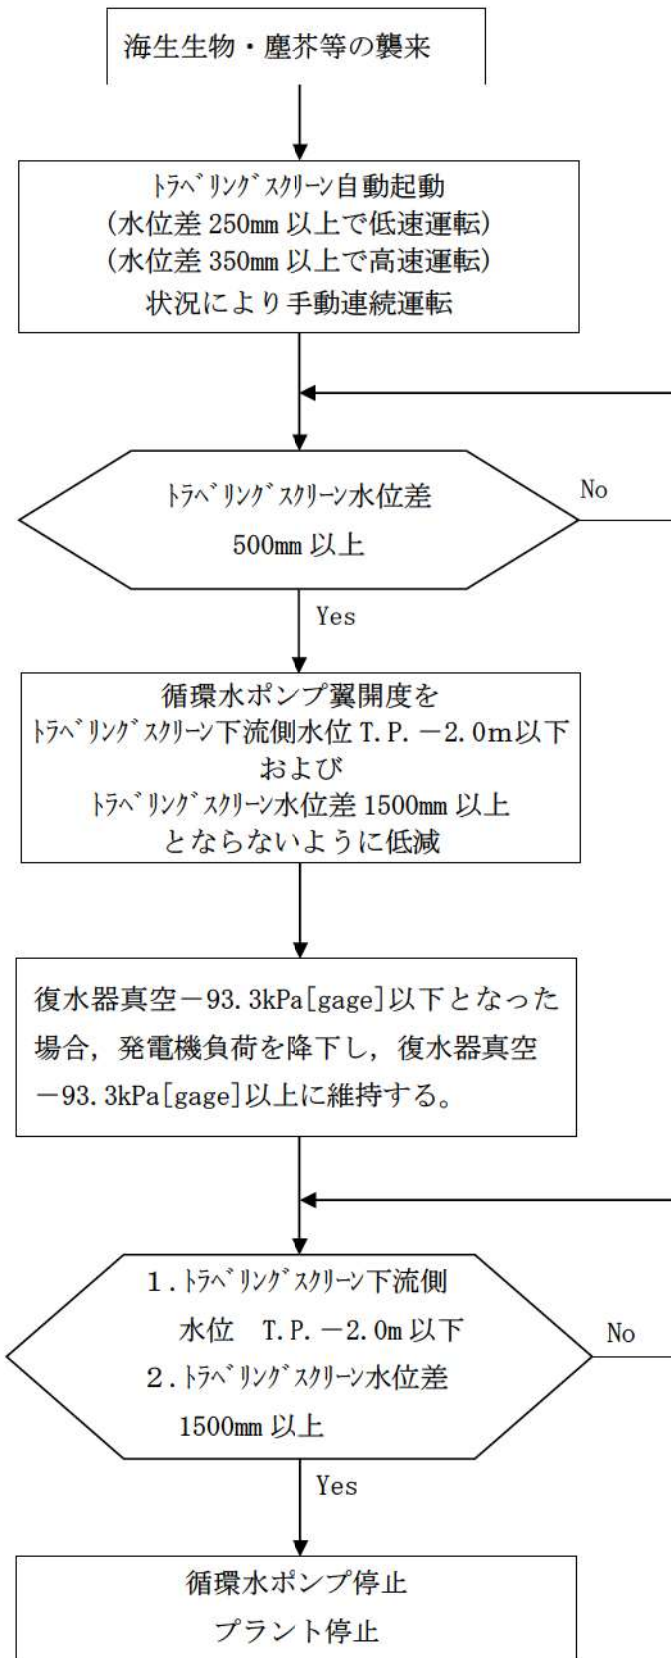 海生生物・塵芥等の襲来
ﾄﾗﾍﾞﾘﾝｸﾞｽｸﾘｰﾝ自動起動
(水位差 250mm 以上で低速運転)
(水位差 350mm 以上で高速運転)
状況により手動連続運転
ﾄﾗﾍﾞﾘﾝｸﾞｽｸﾘｰﾝ水位差
500mm 以上
No
Yes
循環水ポンプ翼開度を
ﾄﾗﾍﾞﾘﾝｸﾞｽｸﾘｰﾝ下流側水位 T.P.－2.0m以下
および
ﾄﾗﾍﾞﾘﾝｸﾞｽｸﾘｰﾝ水位差 1500mm 以上
とならないように低減
復水器真空－93.3kPa[gage]以下となった
場合，発電機負荷を降下し，復水器真空
－93.3kPa[gage]以上に維持する。
１.ﾄﾗﾍﾞﾘﾝｸﾞｽｸﾘｰﾝ下流側
水位　T.P.－2.0m 以下
２.ﾄﾗﾍﾞﾘﾝｸﾞｽｸﾘｰﾝ水位差
1500mm 以上
No
Yes
循環水ポンプ停止
プラント停止